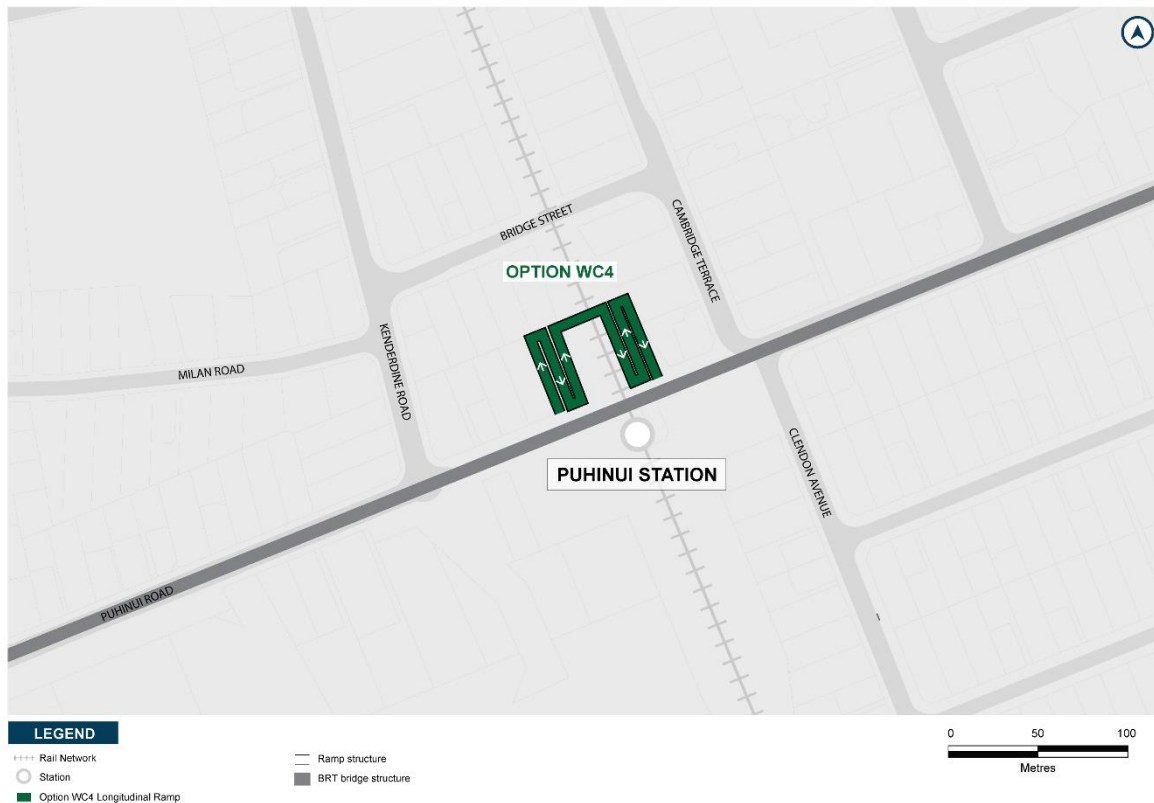 BRIDGE STREET
CAMBRIDGE TERRACE
OPTION WC4
KENDERDINE ROAD
MILAN ROAD
PUHINUI STATION
CLENDON AVENUE
PUHINUI ROAD
LEGEND
Rail Network
Station
Option WC4 Longitudinal Ramp
Ramp structure
BRT bridge structure
0 50 100
Metres